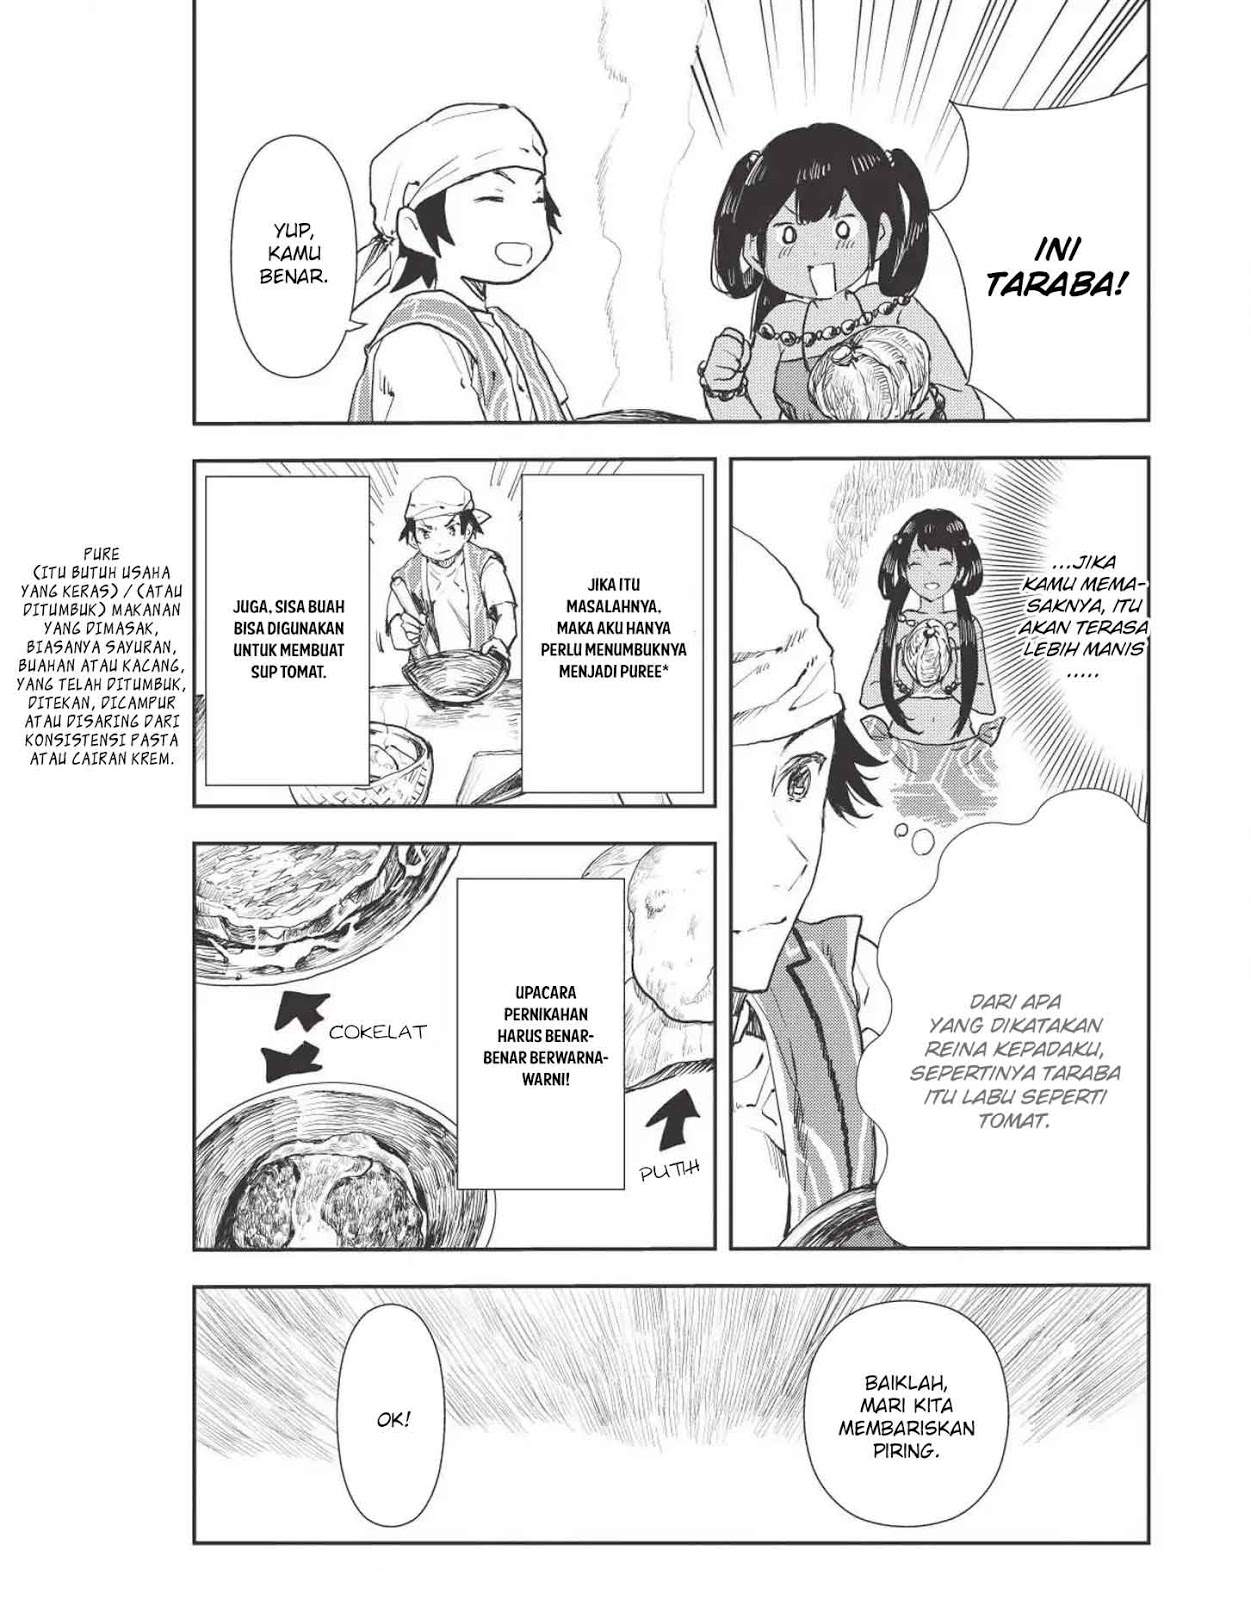 INI
TARABA!
YUP,
KAMU
BENAR.
...JIKA
KAMU MEMA-
SAKNYA, ITU
AKAN TERASA
LEBIH MANIS
.....
DARI APA
YANG DIKATAKAN
REINA KEPADAKU,
SEPERTINYA TARABA
ITU LABU SEPERTI
TOMAT.
JIKA ITU
MASALAHNYA,
MAKA AKU HANYA
PERLU MENUMBUKNYA
MENJADI PUREE*
JUGA, SISA BUAH
BISA DIGUNAKAN
UNTUK MEMBUAT
SUP TOMAT.
PURE
(ITU BUTUH USAHA
YANG KERAS) / (ATAU
DITUMBUK) MAKANAN
YANG DIMASAK,
BIASANYA SAYURAN,
BUAHAN ATAU KACANG,
YANG TELAH DITUMBUK,
DITEKAN, DICAMPUR
ATAU DISARING DARI
KONSISTENSI PASTA
ATAU CAIRAN KREM.
UPACARA
PERNIKAHAN
HARUS BENAR-
BENAR BERWARNA-
WARNI!
PUTIH
COKELAT
BAIKLAH,
MARI KITA
MEMBARISKAN
PIRING.
OK!